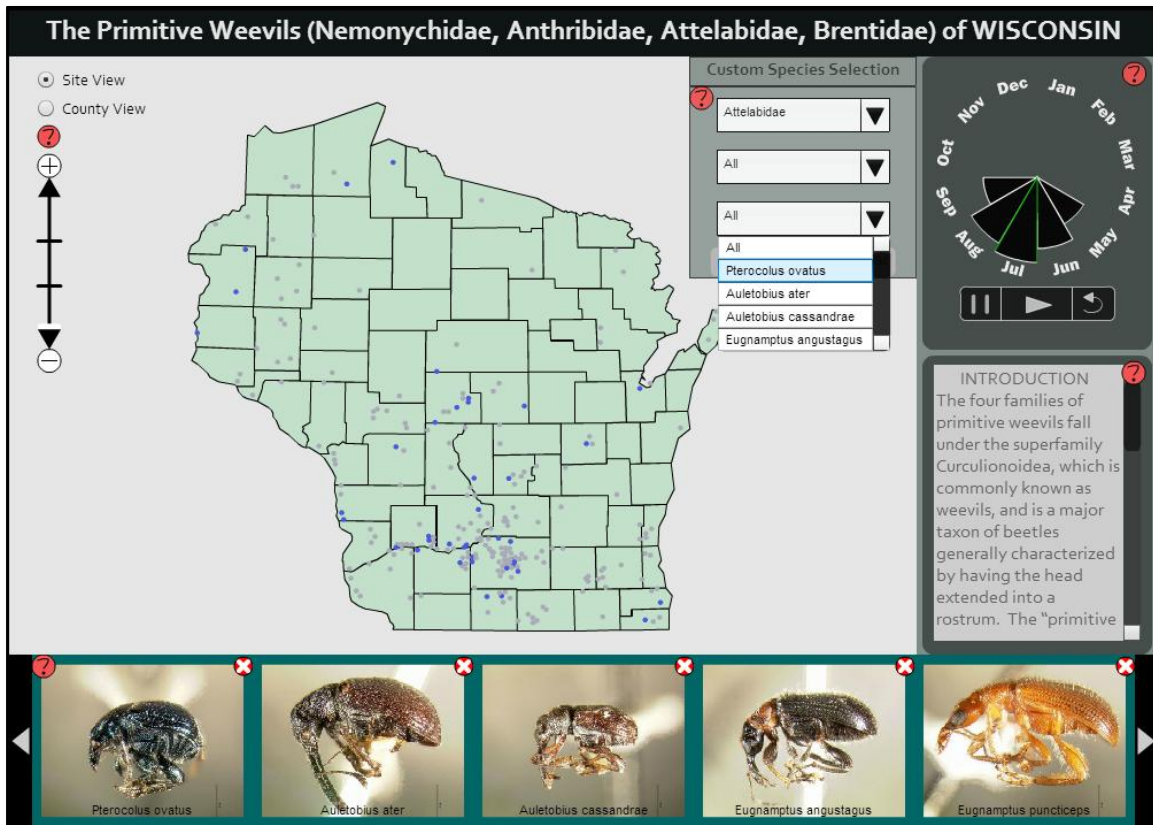 The Primitive Weevils (Nemonychidae, Anthribidae, Attelabidae, Brentidae) of WISCONSIN
Site View
County View
?
+
−
Custom Species Selection
?
Attelabidae
All
All
All
Pterocolus ovatus
Auletobius ater
Auletobius cassandrae
Eugnamptus angustagus
?
Jan
Feb
Mar
Apr
May
Jun
Jul
Aug
Sep
Oct
Nov
Dec
?
INTRODUCTION
The four families of
primitive weevils fall
under the superfamily
Curculionoidea, which is
commonly known as
weevils, and is a major
taxon of beetles
generally characterized
by having the head
extended into a
rostrum. The "primitive
?
Pterocolus ovatus
Auletobius ater
Auletobius cassandrae
Eugnamptus angustagus
Eugnamptus puncticeps